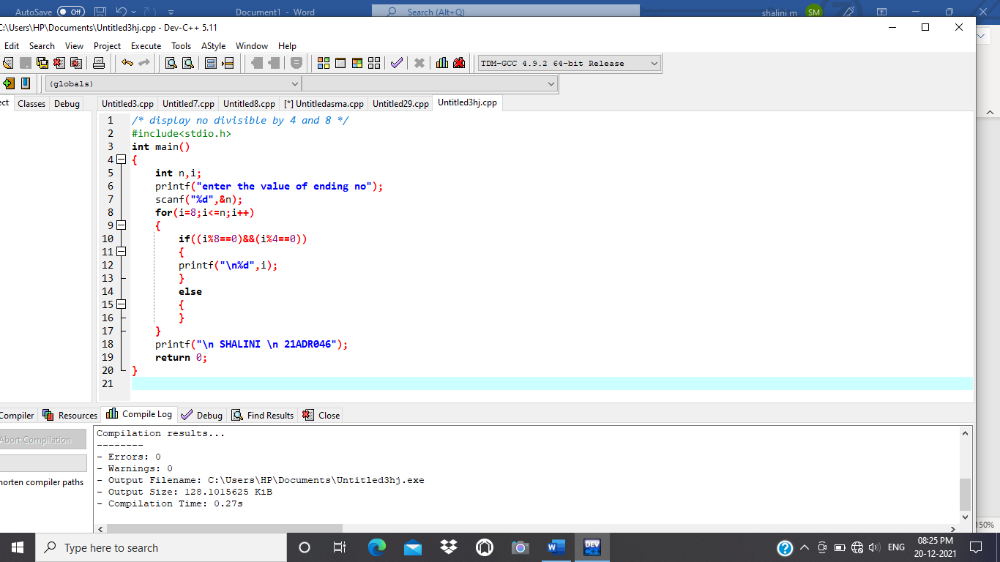 AutoSave Off Document1 - Word Search (Alt+Q) shalini m SM
C:\Users\HP\Documents\Untitled3hj.cpp - Dev-C++ 5.11
Edit Search View Project Execute Tools AStyle Window Help
TDM-GCC 4.9.2 64-bit Release
(globals)
ect Classes Debug Untitled3.cpp Untitled7.cpp Untitled8.cpp [*] Untitledasma.cpp Untitled29.cpp Untitled3hj.cpp
1 /* display no divisible by 4 and 8 */
2 #include<stdio.h>
3 int main()
4 {
5 int n,i;
6 printf("enter the value of ending no");
7 scanf("%d",&n);
8 for(i=8;i<=n;i++)
9 {
10 if((i%8==0)&&(i%4==0))
11 {
12 printf("\n%d",i);
13 }
14 else
15 {
16 }
17 }
18 printf("\n SHALINI \n 21ADR046");
19 return 0;
20 }
21
Compiler Resources Compile Log Debug Find Results Close
Abort Compilation
horten compiler paths
Compilation results...
--------
- Errors: 0
- Warnings: 0
- Output Filename: C:\Users\HP\Documents\Untitled3hj.exe
- Output Size: 128.1015625 KiB
- Compilation Time: 0.27s
150%
Type here to search
DEV
ENG
08:25 PM
20-12-2021